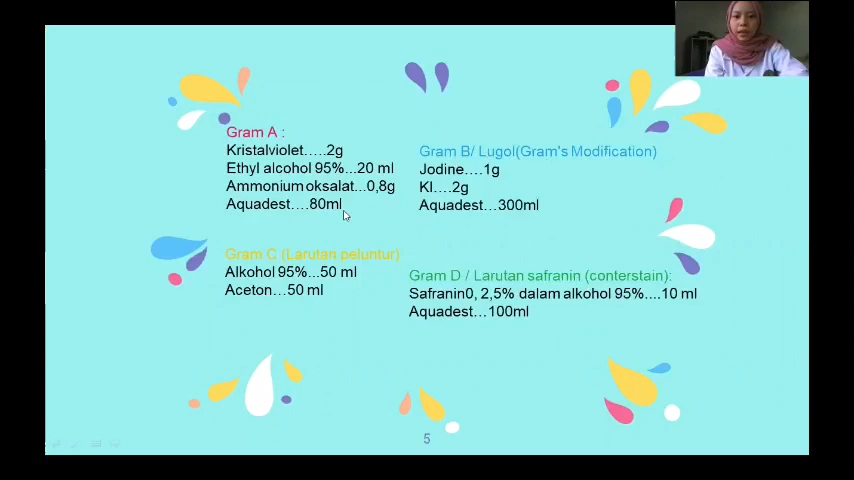 Gram A :
Kristalviolet.....2g
Ethyl alcohol 95%...20 ml
Ammonium oksalat...0,8g
Aquadest....80ml
Gram B/ Lugol(Gram's Modification)
Jodine....1g
KI....2g
Aquadest...300ml
Gram C (Larutan peluntur)
Alkohol 95%...50 ml
Aceton...50 ml
Gram D / Larutan safranin (conterstain):
Safranin0, 2,5% dalam alkohol 95%....10 ml
Aquadest...100ml
5